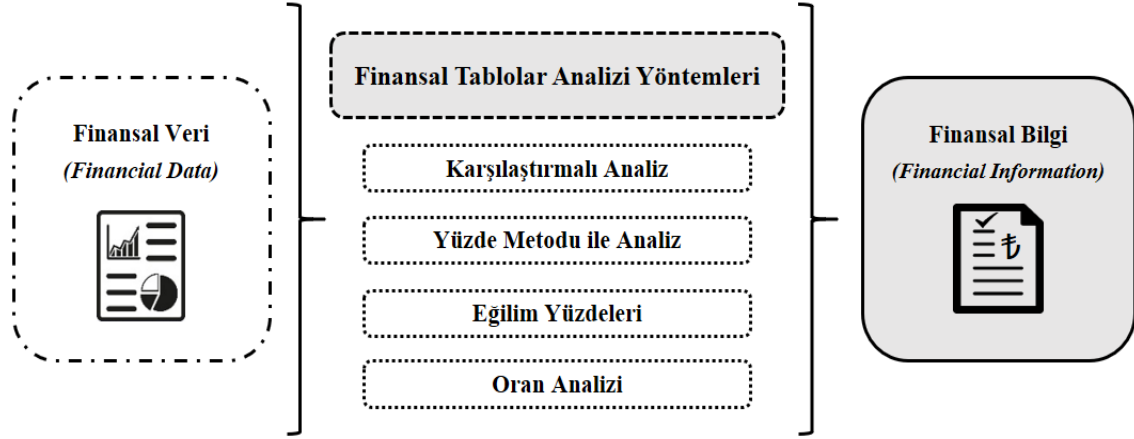 Finansal Veri
(Financial Data)
Finansal Tablolar Analizi Yöntemleri
Karşılaştırmalı Analiz
Yüzde Metodu ile Analiz
Eğilim Yüzdeleri
Oran Analizi
Finansal Bilgi
(Financial Information)
₺